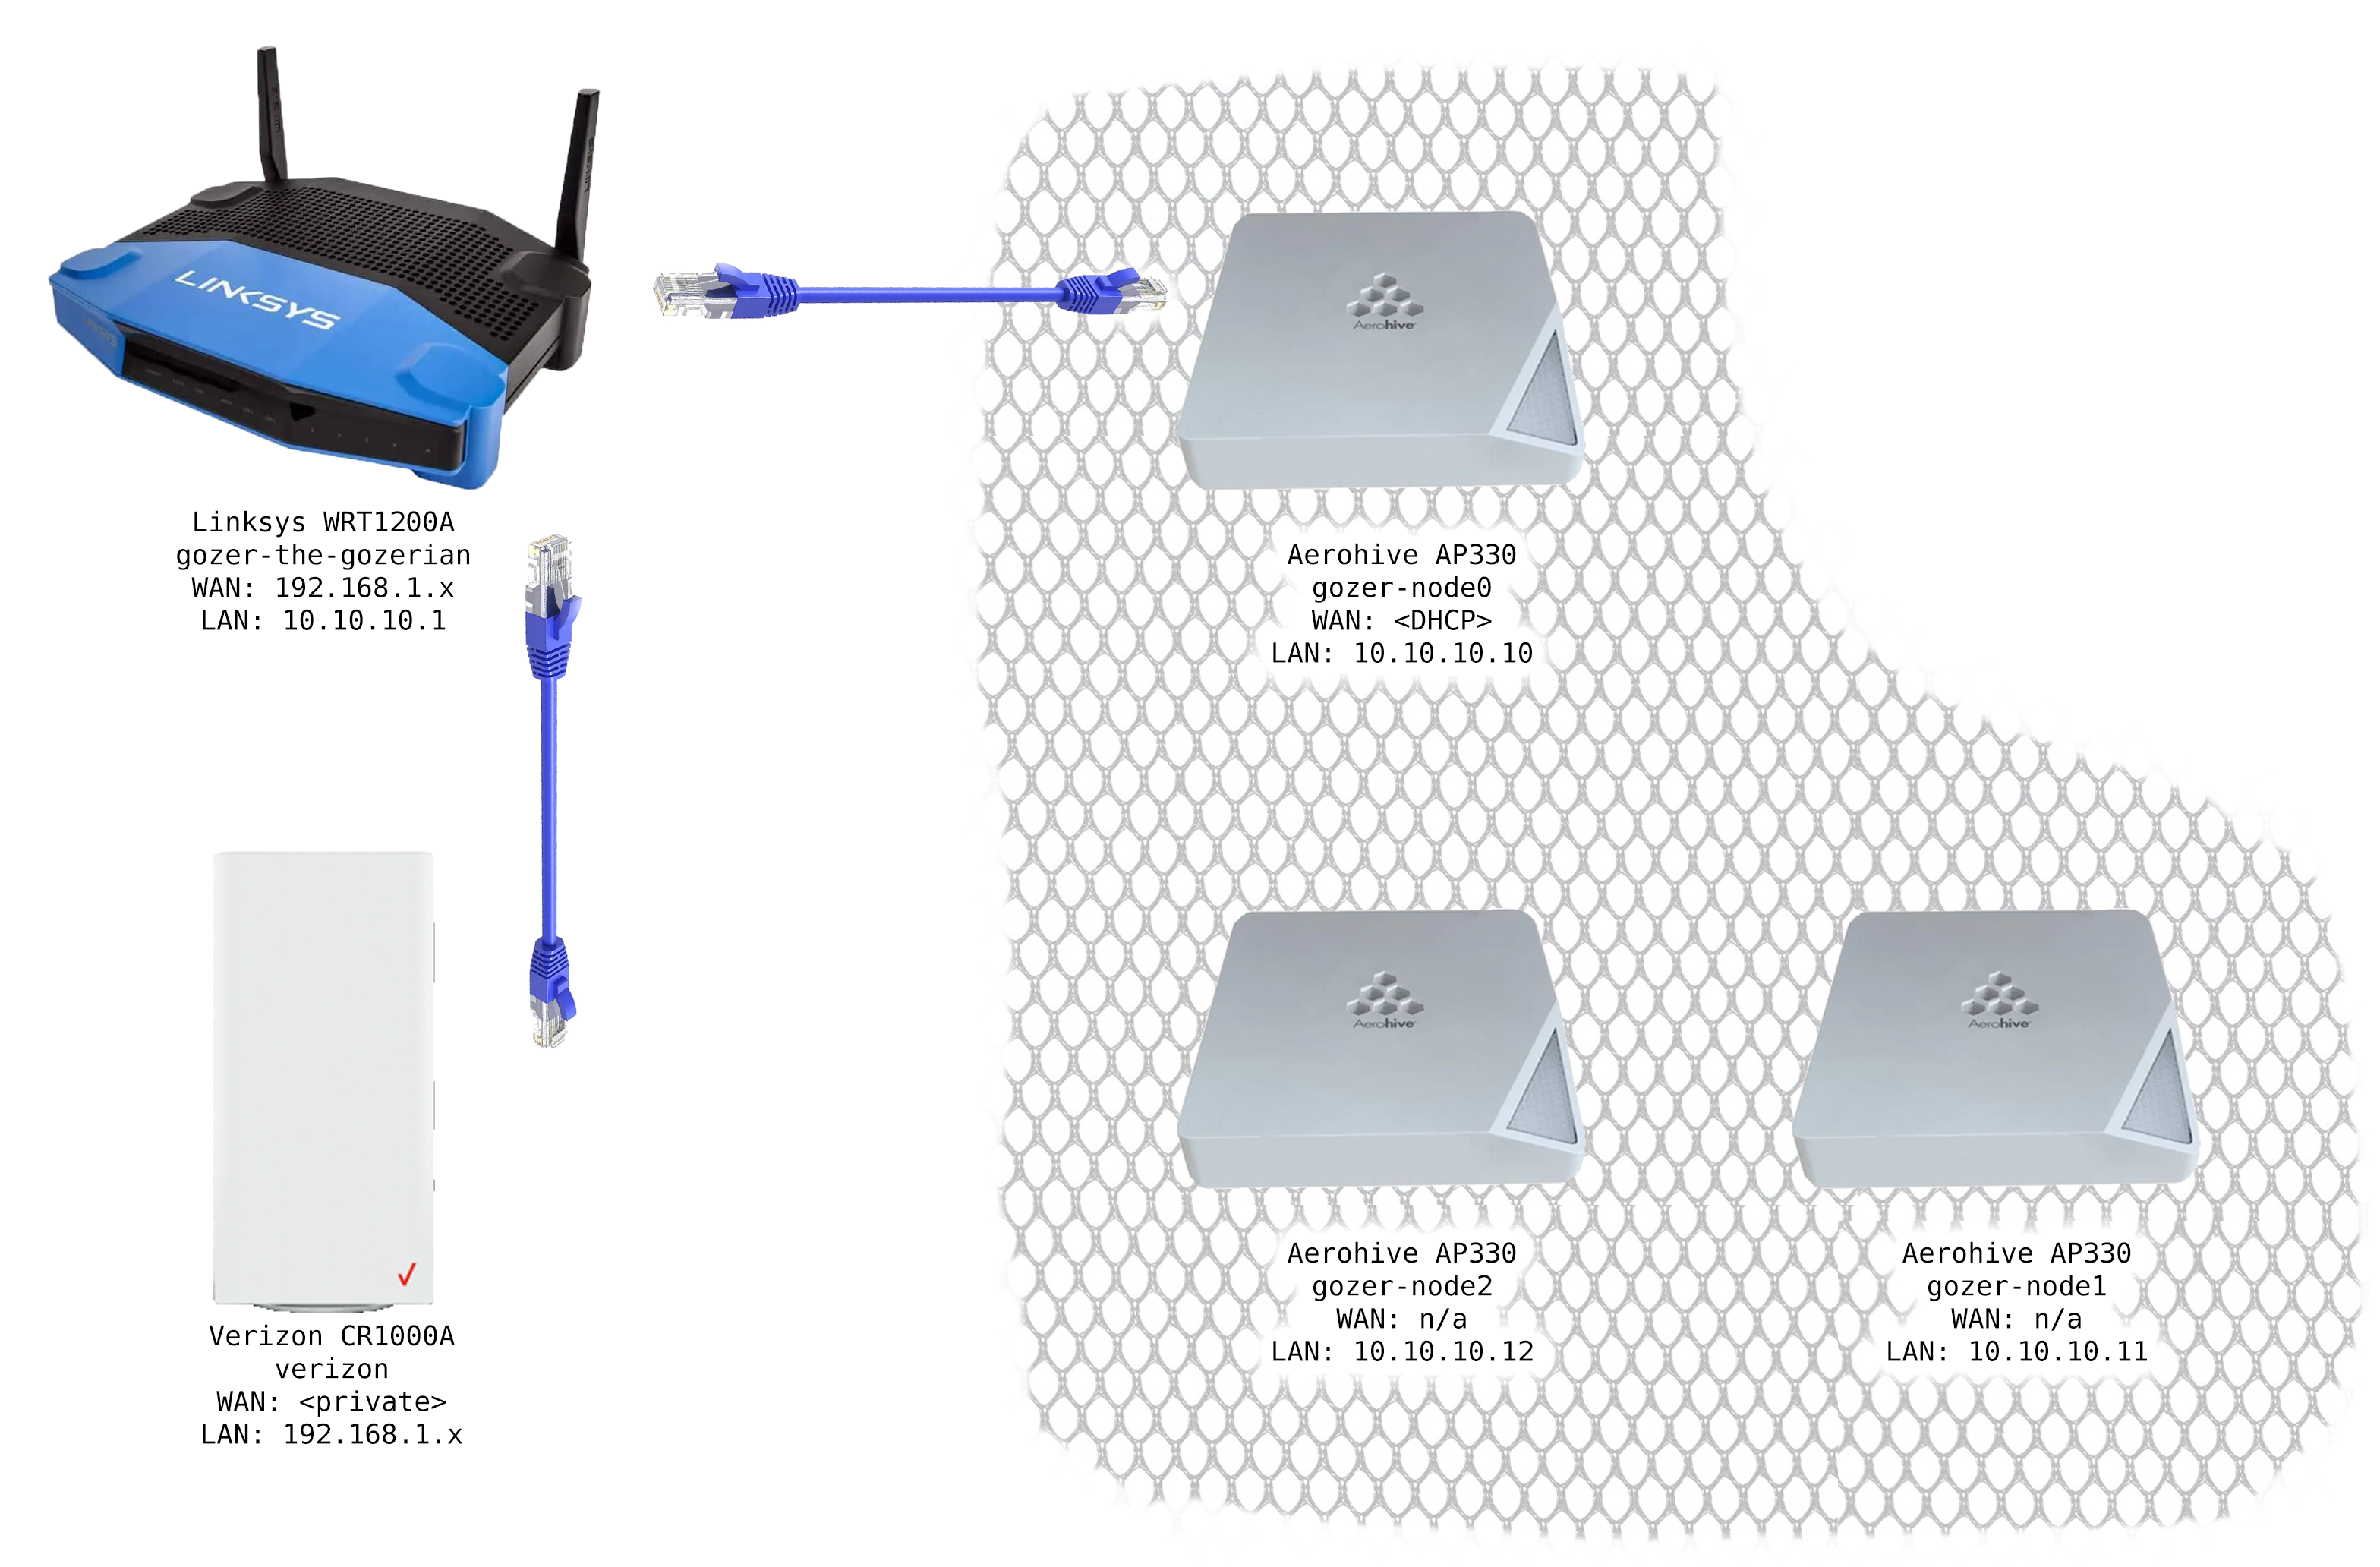 LINKSYS
Linksys WRT1200A
gozer-the-gozerian
WAN: 192.168.1.x
LAN: 10.10.10.1
Aerohive
Aerohive AP330
gozer-node0
WAN: <DHCP>
LAN: 10.10.10.10
Verizon CR1000A
verizon
WAN: <private>
LAN: 192.168.1.x
Aerohive
Aerohive AP330
gozer-node2
WAN: n/a
LAN: 10.10.10.12
Aerohive
Aerohive AP330
gozer-node1
WAN: n/a
LAN: 10.10.10.11